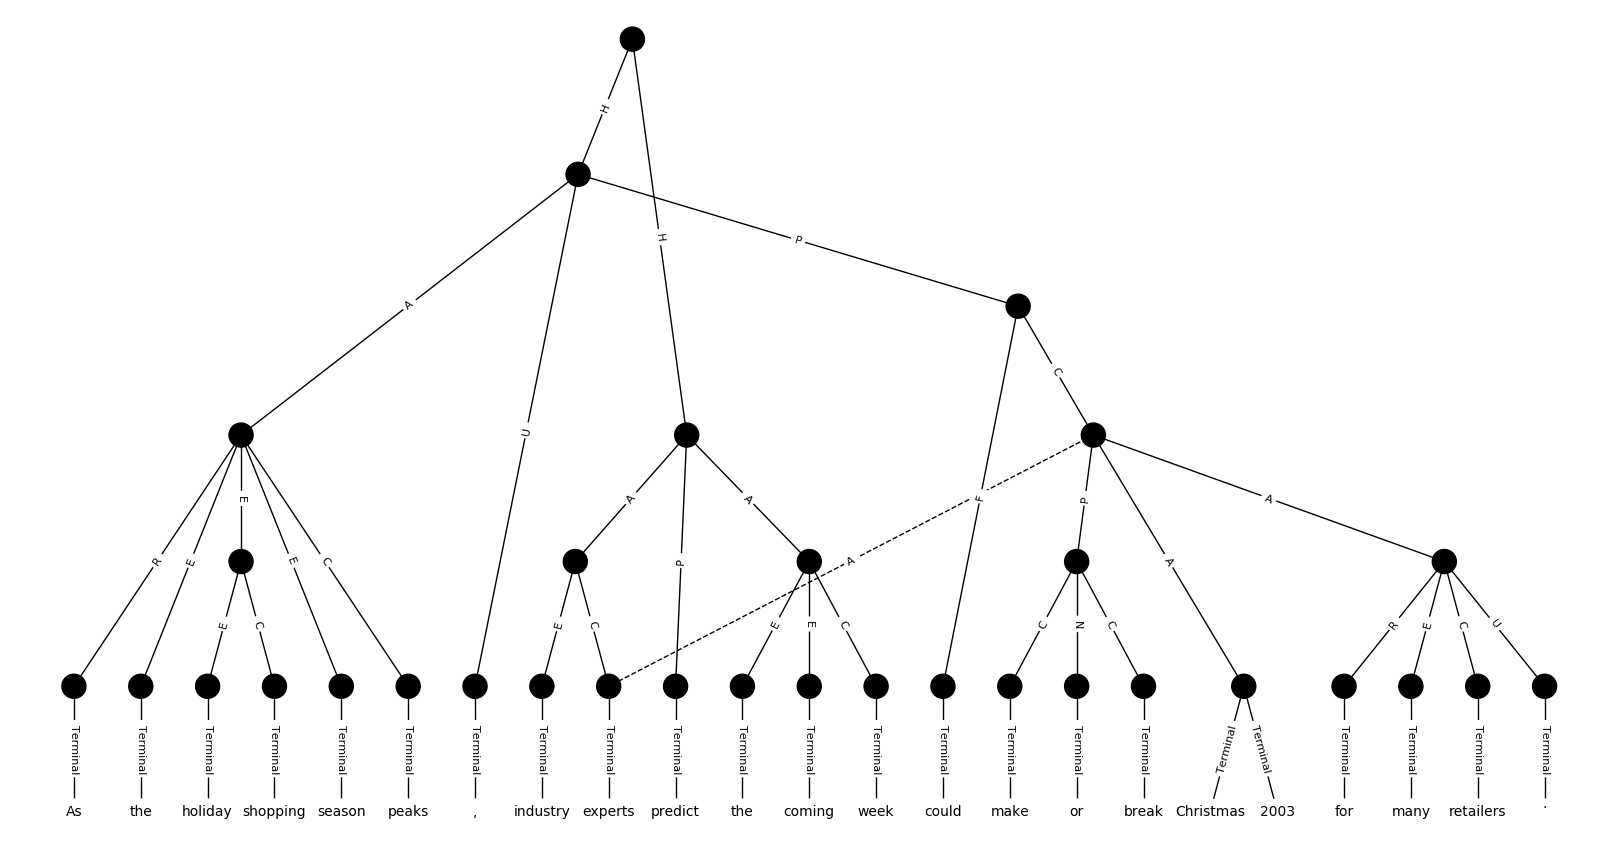 H
H
P
A
U
C
E
A
A
F
P
A
R
E
E
C
P
A
A
E
C
E
C
E
E
C
C
N
C
R
E
C
U
Terminal Terminal Terminal Terminal Terminal Terminal Terminal Terminal Terminal Terminal Terminal Terminal Terminal Terminal Terminal Terminal Terminal Terminal Terminal Terminal Terminal Terminal Terminal
As the holiday shopping season peaks , industry experts predict the coming week could make or break Christmas 2003 for many retailers .